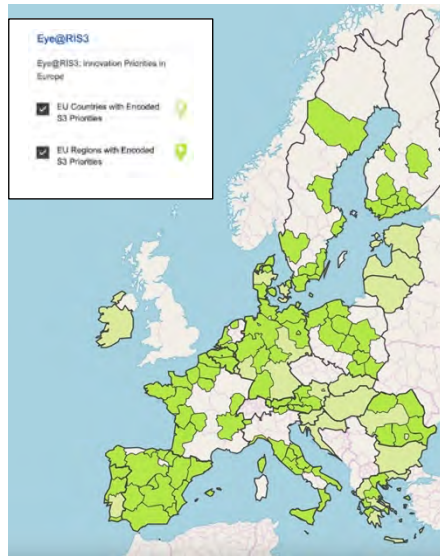 Eye@RIS3
Eye@RIS3: Innovation Priorities in
Europe
EU Countries with Encoded
S3 Priorities
EU Regions with Encoded
S3 Priorities